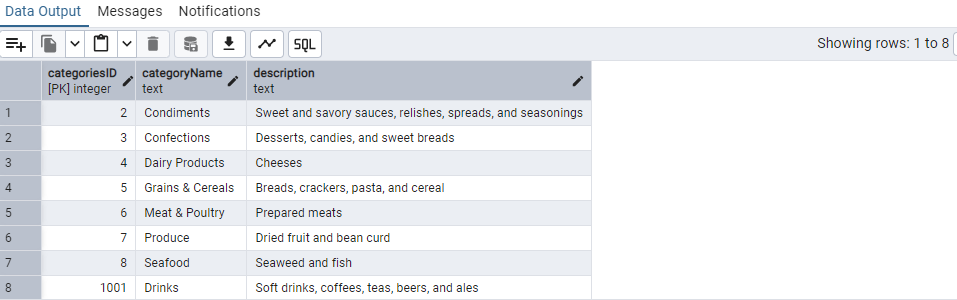 Data Output Messages Notifications
SQL Showing rows: 1 to 8
categoriesID categoryName description
[PK] integer text text
1 2 Condiments Sweet and savory sauces, relishes, spreads, and seasonings
2 3 Confections Desserts, candies, and sweet breads
3 4 Dairy Products Cheeses
4 5 Grains & Cereals Breads, crackers, pasta, and cereal
5 6 Meat & Poultry Prepared meats
6 7 Produce Dried fruit and bean curd
7 8 Seafood Seaweed and fish
8 1001 Drinks Soft drinks, coffees, teas, beers, and ales